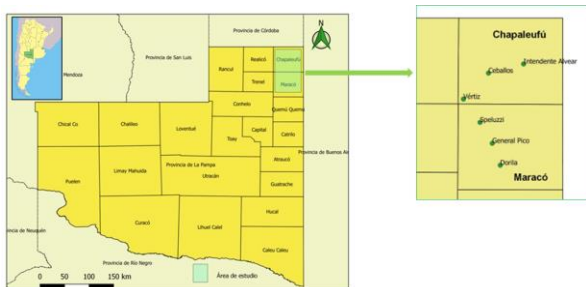 Provincia de Córdoba
N
Provincia de San Luis
Mendoza
Rancul
Realicó
Chapaleufú
Trenel
Maracó
Conhelo
Quemú Quemú
Chical Co
Chalileo
Loventué
Toay
Capital
Catriló
Provincia de Buenos Aires
Provincia de La Pampa
Atreucó
Puelen
Limay Mahuida
Utracán
Guatrache
Curacó
Lihuel Calel
Hucal
Caleu Caleu
Provincia de Neuquén
Provincia de Río Negro
0 50 100 150 km
Área de estudio
Chapaleufú
Intendente Alvear
Ceballos
Vértiz
Speluzzi
General Pico
Dorila
Maracó